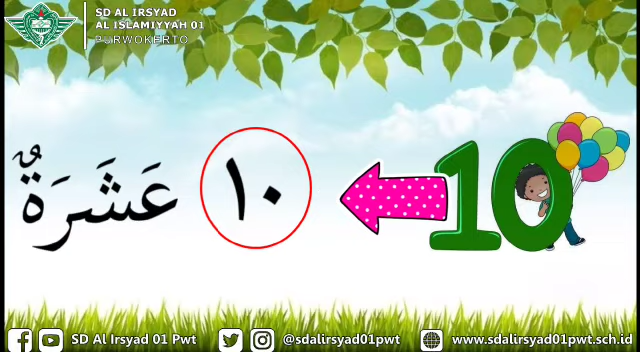 SD AL IRSYAD
AL ISLAMIYYAH 01
PURWOKERTO
عَشَرَةٌ ١٠ 10
SD Al Irsyad 01 Pwt @sdalirsyad01pwt www.sdalirsyad01pwt.sch.id